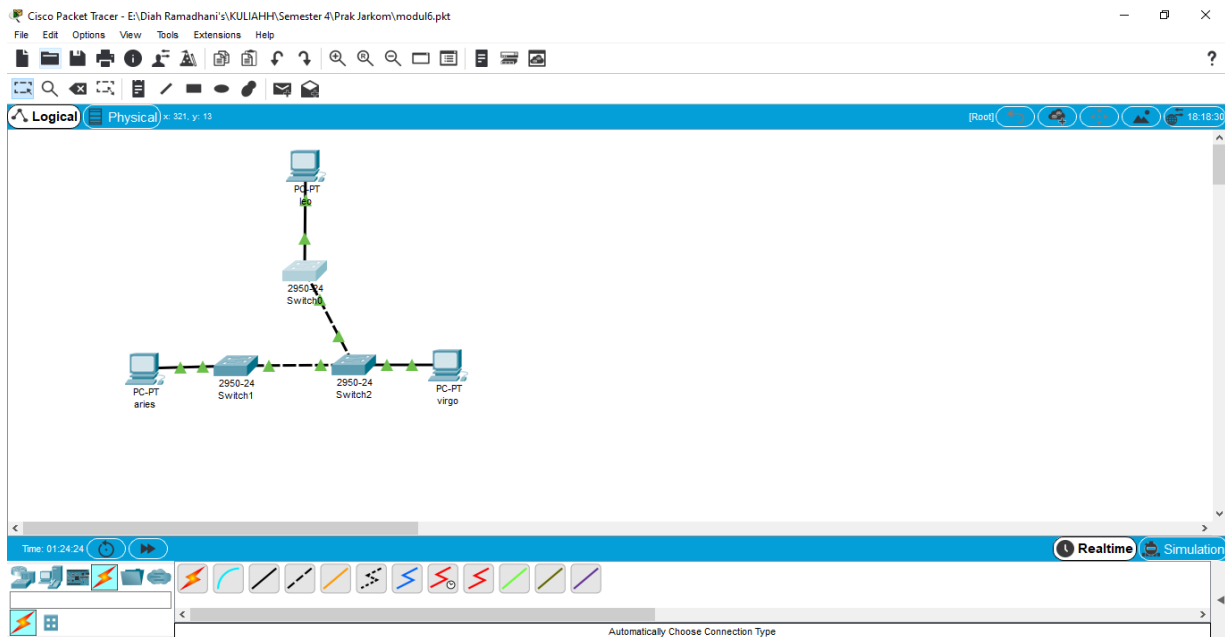 Cisco Packet Tracer - E:\Diah Ramadhani's\KULIAHH\Semester 4\Prak Jarkom\modul6.pkt
File Edit Options View Tools Extensions Help
?
Logical Physical x: 321, y: 13 [Root] 18:18:30
PC-PT
leo
2950-24
Switch0
PC-PT
aries
2950-24
Switch1
2950-24
Switch2
PC-PT
virgo
Time: 01:24:24 Realtime Simulation
Automatically Choose Connection Type